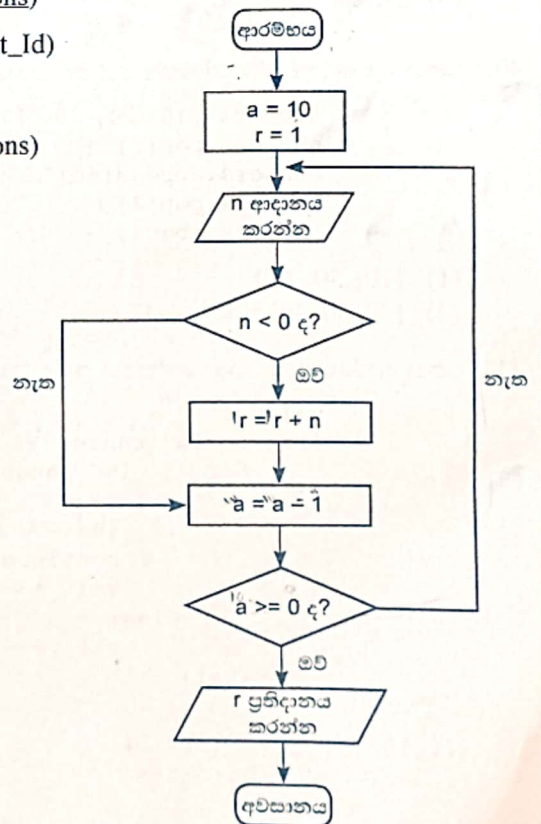 ons)
t_Id)
ons)
ආරම්භය
a = 10
r = 1
n ආදානය
කරන්න
n < 0 ද?
නැත
ඔව්
නැත
r = r + n
a = a - 1
a >= 0 ද?
ඔව්
r ප්‍රතිදානය
කරන්න
අවසානය